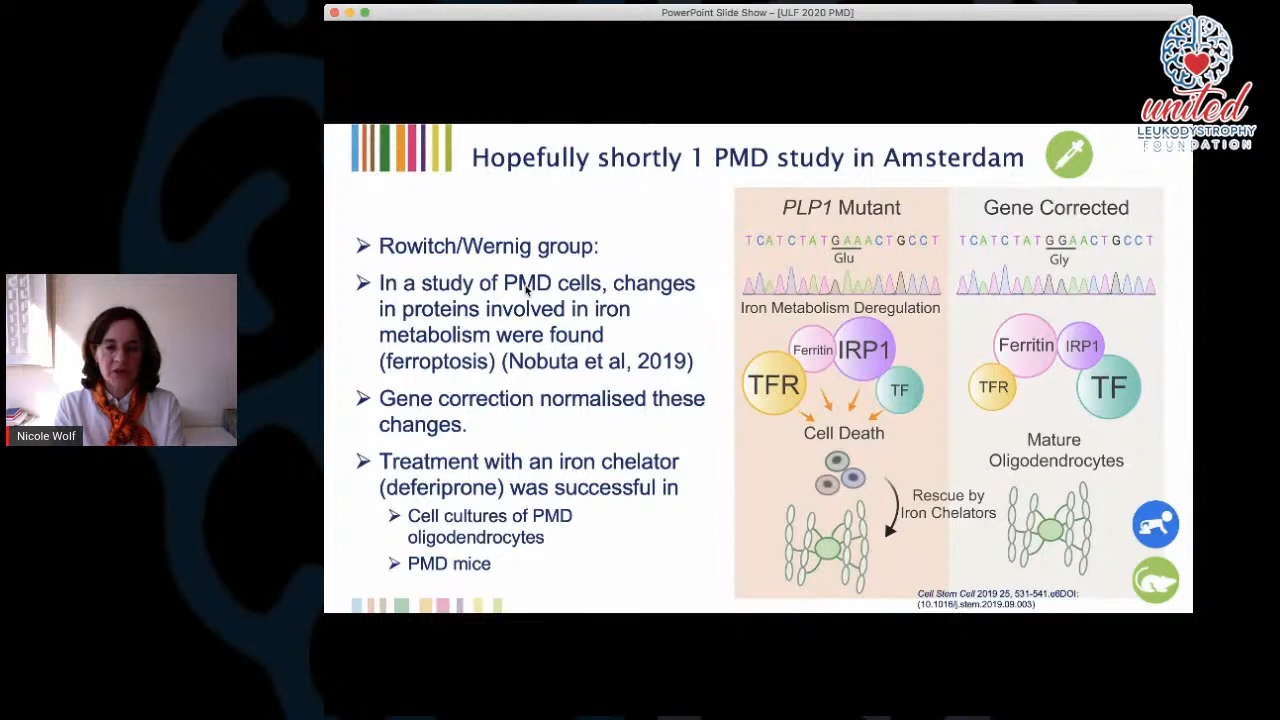 PowerPoint Slide Show – [ULF 2020 PMD]
united
LEUKODYSTROPHY
FOUNDATION
Hopefully shortly 1 PMD study in Amsterdam
Rowitch/Wernig group:
In a study of PMD cells, changes
in proteins involved in iron
metabolism were found
(ferroptosis) (Nobuta et al, 2019)
Gene correction normalised these
changes.
Treatment with an iron chelator
(deferiprone) was successful in
Cell cultures of PMD
oligodendrocytes
PMD mice
PLP1 Mutant
TCATCTATGAAACTGCCT
Glu
Iron Metabolism Deregulation
Ferritin
IRP1
TFR
TF
Cell Death
Rescue by
Iron Chelators
Gene Corrected
TCATCTATGGAACTGCCT
Gly
Ferritin
IRP1
TFR
TF
Mature
Oligodendrocytes
Cell Stem Cell 2019 25, 531-541.e6DOI:
(10.1016/j.stem.2019.09.003)
Nicole Wolf